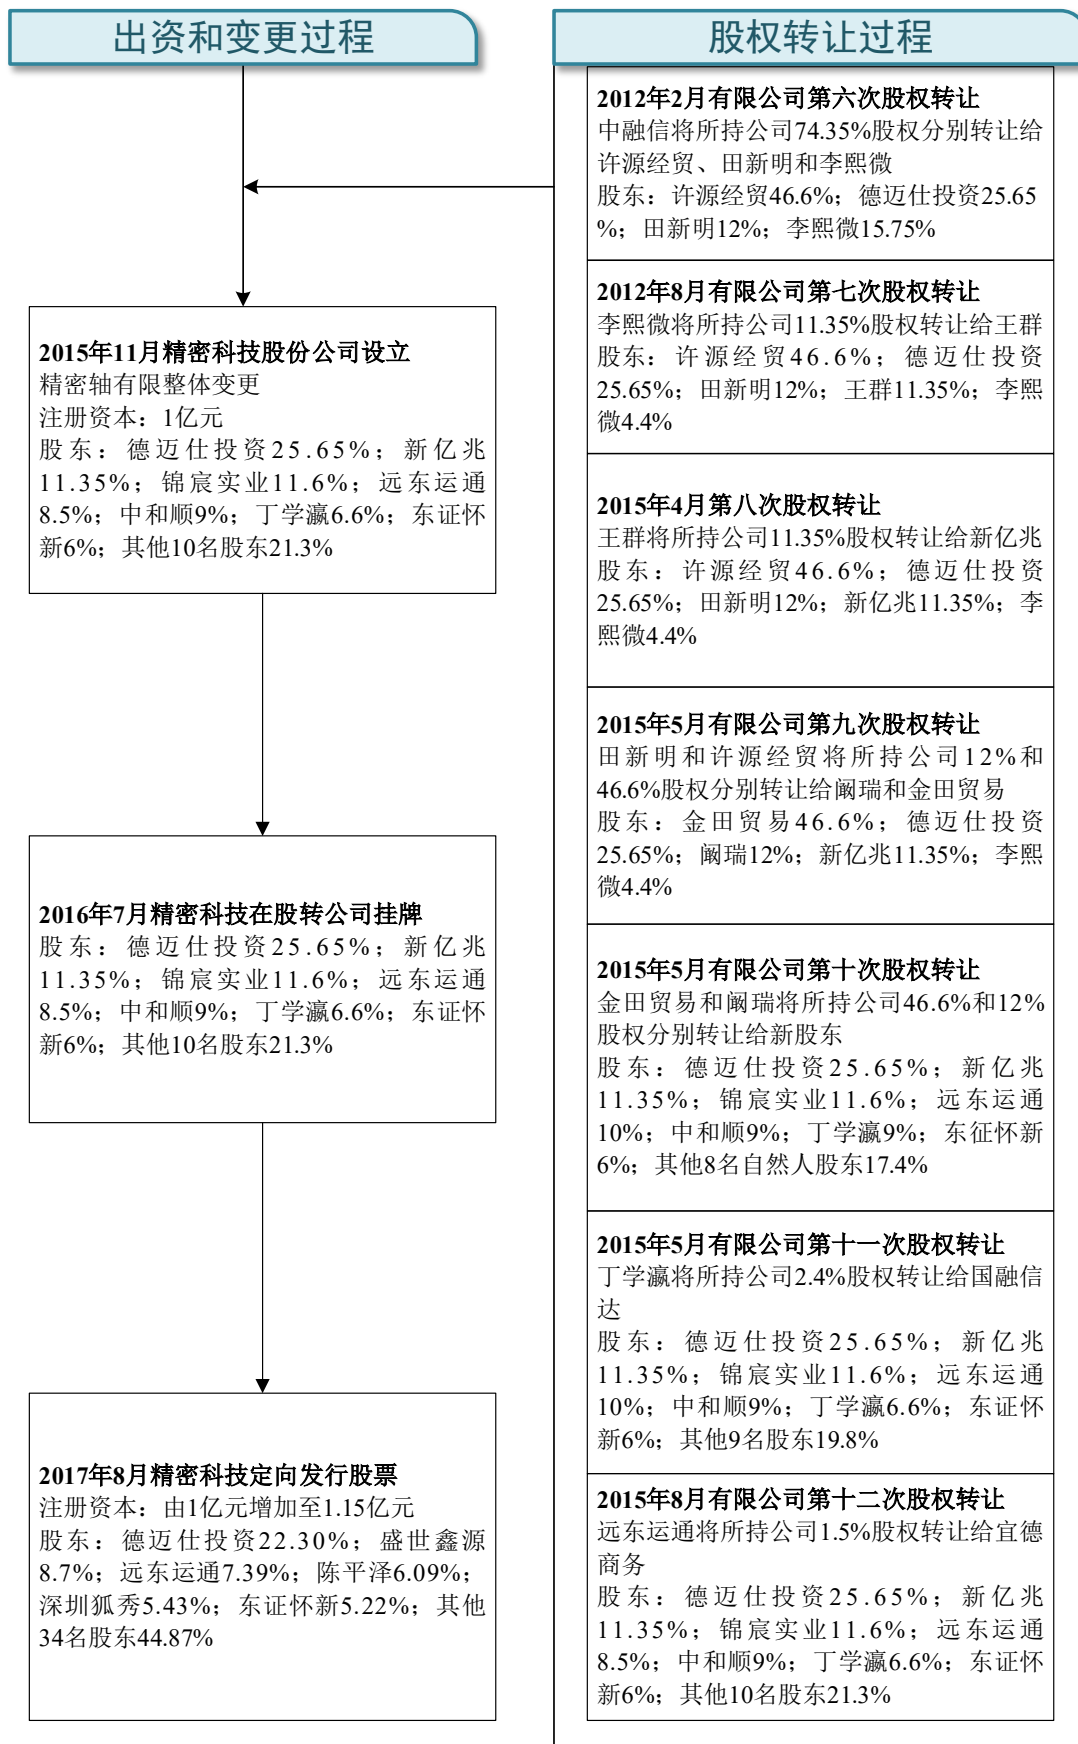 出资和变更过程
2015年11月精密科技股份公司设立
精密轴有限整体变更
注册资本：1亿元
股东：德迈仕投资25.65%；新亿兆
11.35%；锦宸实业11.6%；远东运通
8.5%；中和顺9%；丁学瀛6.6%；东证怀
新6%；其他10名股东21.3%
2016年7月精密科技在股转公司挂牌
股东：德迈仕投资25.65%；新亿兆
11.35%；锦宸实业11.6%；远东运通
8.5%；中和顺9%；丁学瀛6.6%；东证怀
新6%；其他10名股东21.3%
2017年8月精密科技定向发行股票
注册资本：由1亿元增加至1.15亿元
股东：德迈仕投资22.30%；盛世鑫源
8.7%；远东运通7.39%；陈平泽6.09%；
深圳狐秀5.43%；东证怀新5.22%；其他
34名股东44.87%
股权转让过程
2012年2月有限公司第六次股权转让
中融信将所持公司74.35%股权分别转让给
许源经贸、田新明和李熙微
股东：许源经贸46.6%；德迈仕投资25.65
%；田新明12%；李熙微15.75%
2012年8月有限公司第七次股权转让
李熙微将所持公司11.35%股权转让给王群
股东：许源经贸46.6%；德迈仕投资
25.65%；田新明12%；王群11.35%；李熙
微4.4%
2015年4月第八次股权转让
王群将所持公司11.35%股权转让给新亿兆
股东：许源经贸46.6%；德迈仕投资
25.65%；田新明12%；新亿兆11.35%；李
熙微4.4%
2015年5月有限公司第九次股权转让
田新明和许源经贸将所持公司12%和
46.6%股权分别转让给阚瑞和金田贸易
股东：金田贸易46.6%；德迈仕投资
25.65%；阚瑞12%；新亿兆11.35%；李熙
微4.4%
2015年5月有限公司第十次股权转让
金田贸易和阚瑞将所持公司46.6%和12%
股权分别转让给新股东
股东：德迈仕投资25.65%；新亿兆
11.35%；锦宸实业11.6%；远东运通
10%；中和顺9%；丁学瀛9%；东征怀新
6%；其他8名自然人股东17.4%
2015年5月有限公司第十一次股权转让
丁学瀛将所持公司2.4%股权转让给国融信
达
股东：德迈仕投资25.65%；新亿兆
11.35%；锦宸实业11.6%；远东运通
10%；中和顺9%；丁学瀛6.6%；东证怀
新6%；其他9名股东19.8%
2015年8月有限公司第十二次股权转让
远东运通将所持公司1.5%股权转让给宜德
商务
股东：德迈仕投资25.65%；新亿兆
11.35%；锦宸实业11.6%；远东运通
8.5%；中和顺9%；丁学瀛6.6%；东证怀
新6%；其他10名股东21.3%